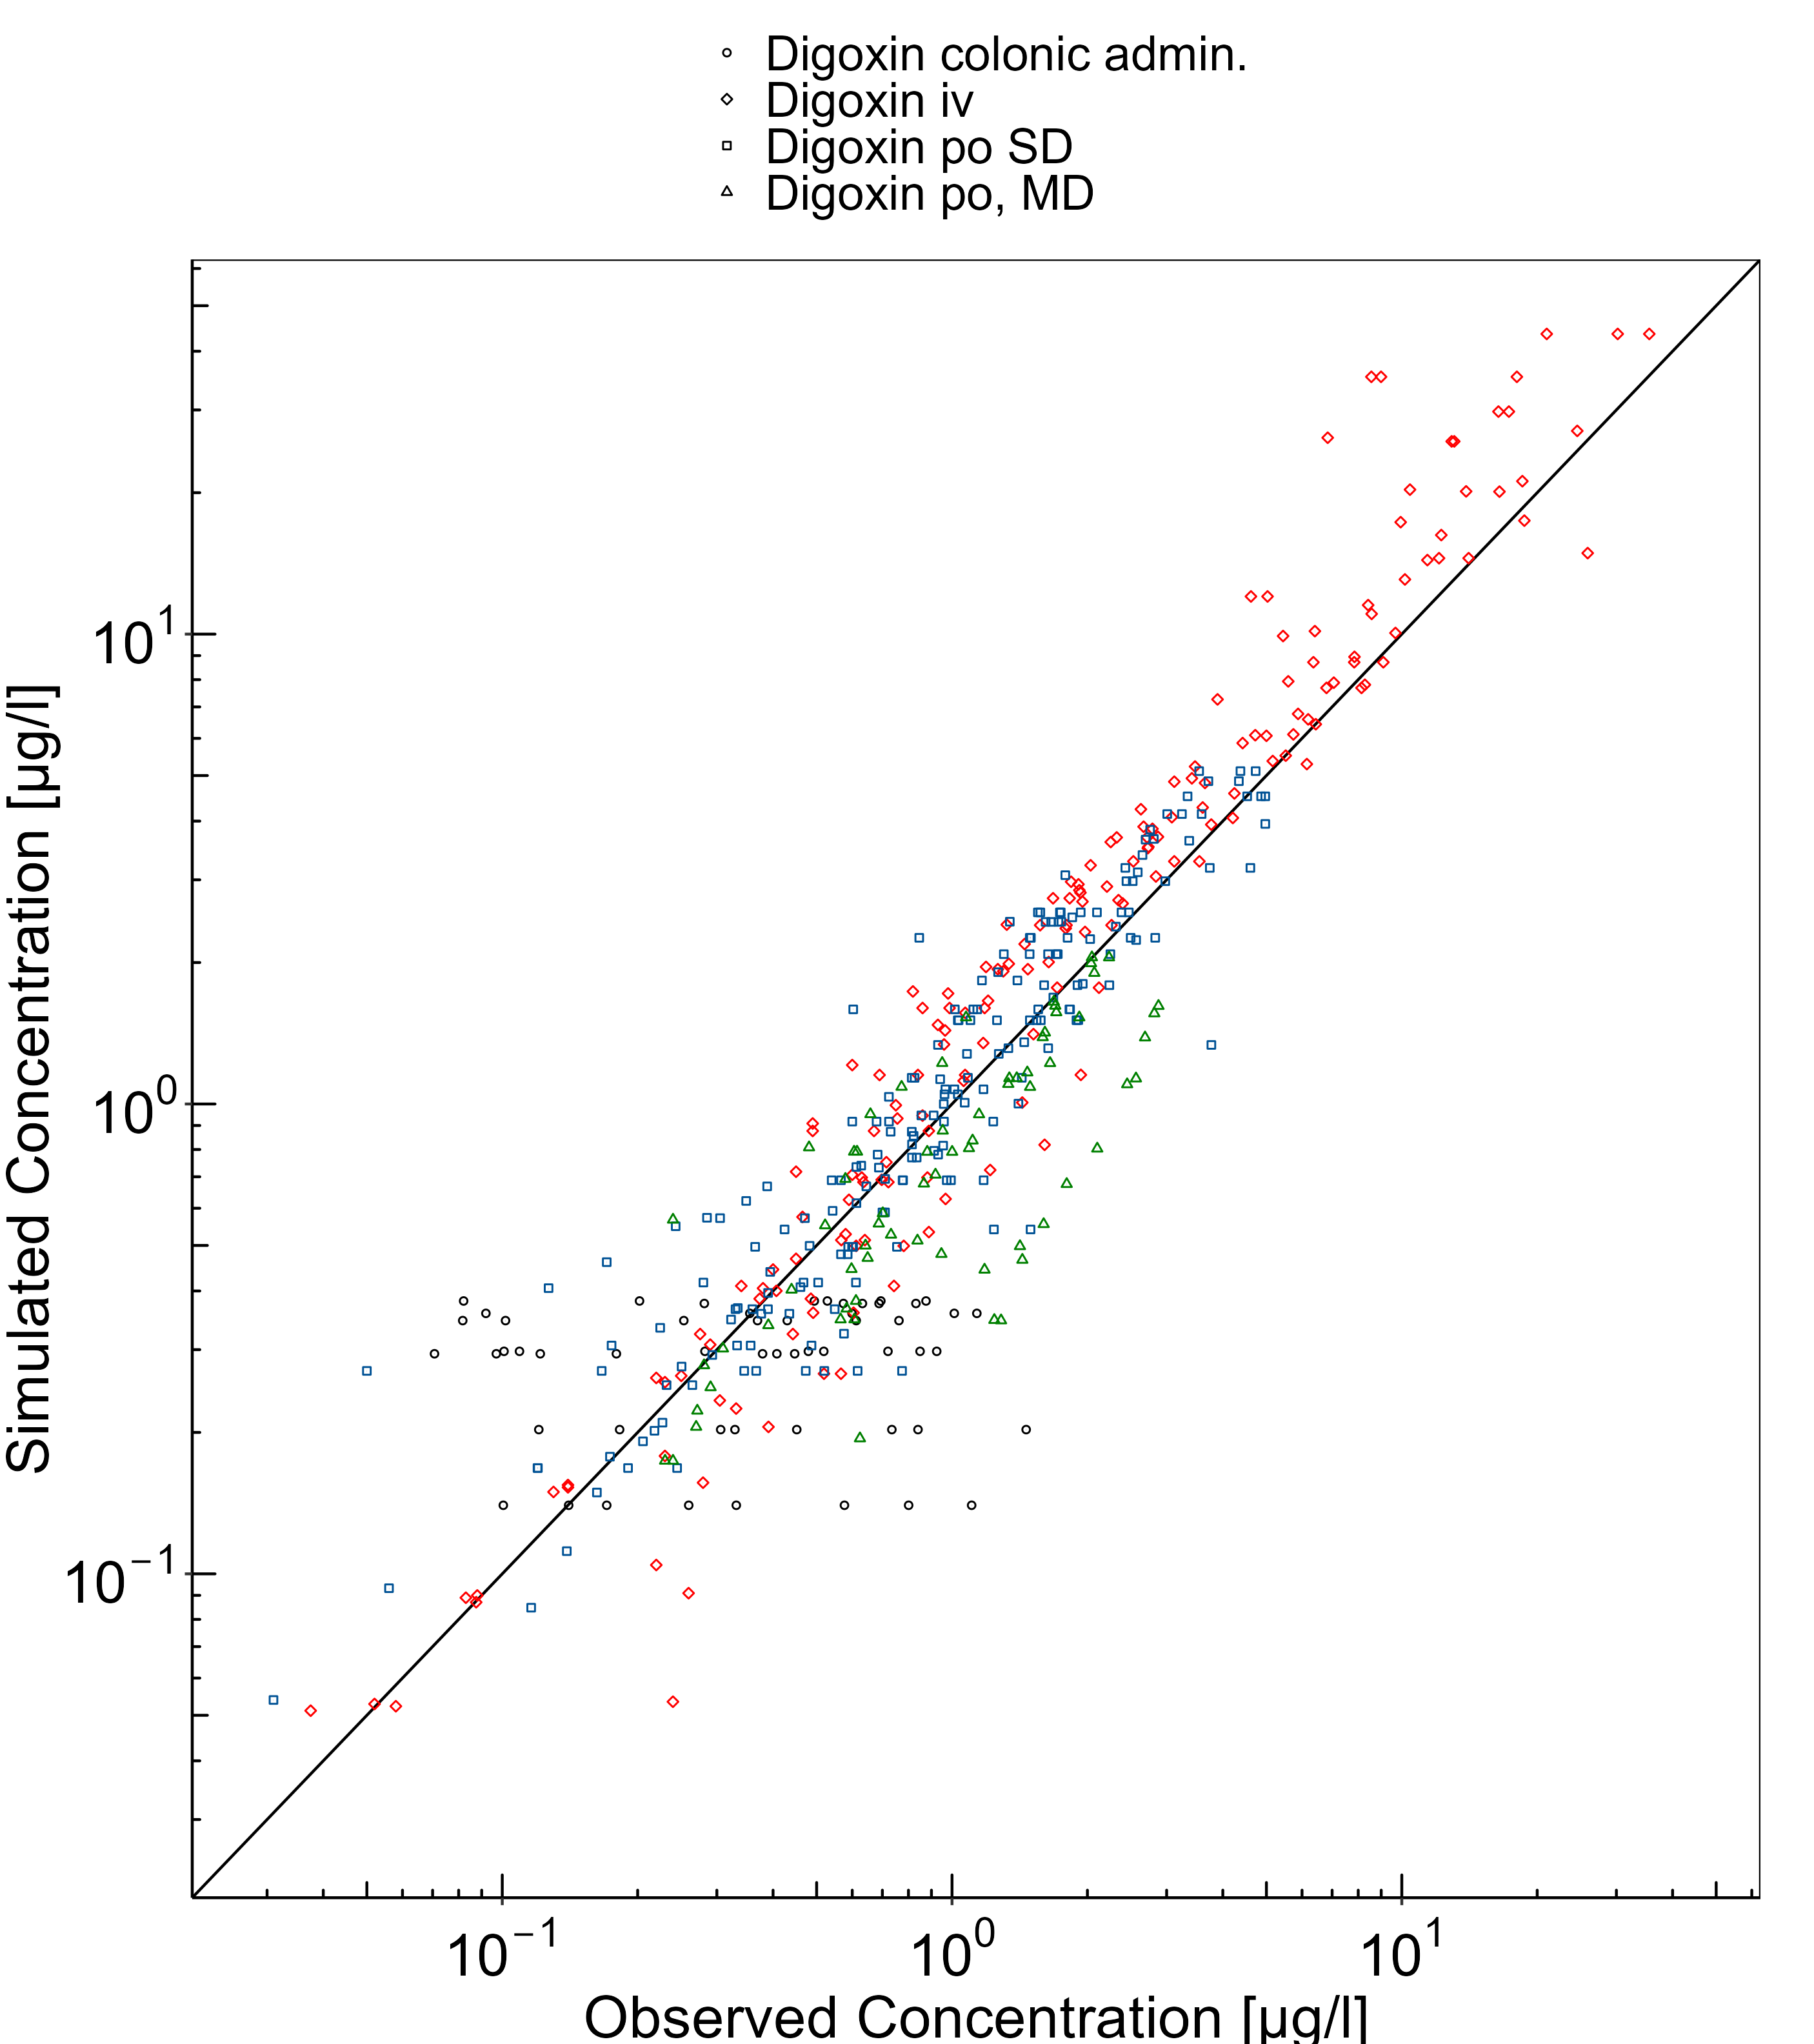 Digoxin colonic admin.
Digoxin iv
Digoxin po SD
Digoxin po, MD
Simulated Concentration [µg/l]
10¹
10⁰
10⁻¹
10⁻¹
10⁰
10¹
Observed Concentration [µg/l]